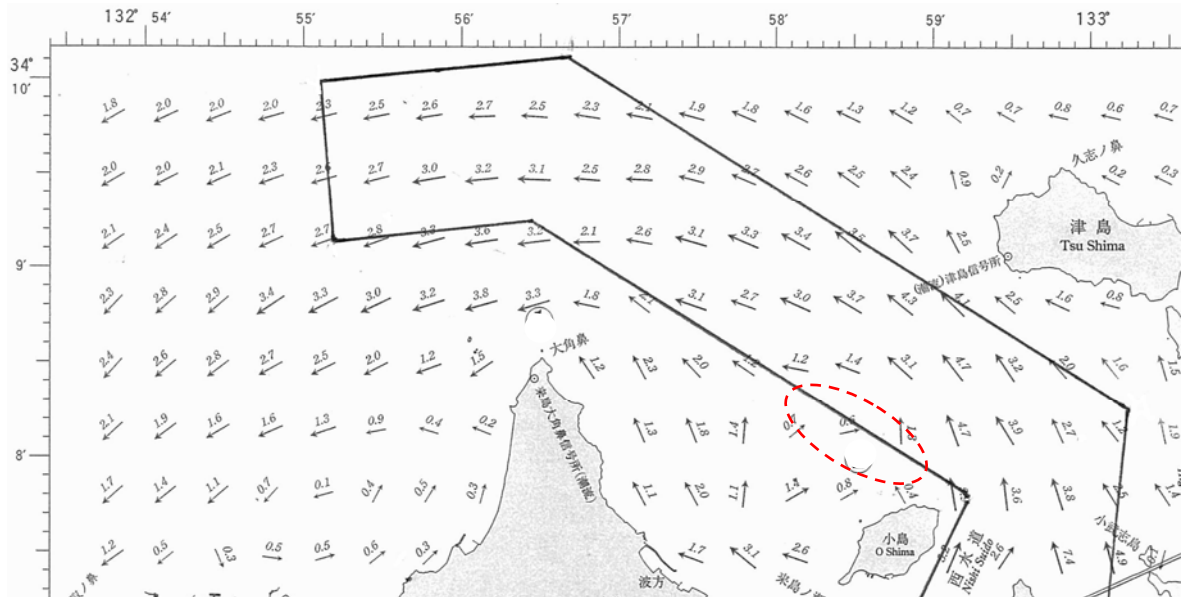 132° 54′ 55′ 56′ 57′ 58′ 59′ 133°
34°
10′
1.8 2.0 2.0 2.0 2.3 2.5 2.6 2.7 2.5 2.3 2.1 1.9 1.8 1.6 1.3 1.2 0.7 0.7 0.8 0.6 0.7
久志ノ鼻
2.0 2.0 2.1 2.3 2.7 3.0 3.2 3.1 2.5 2.8 2.9 2.7 2.6 2.5 2.4 0.9 0.2 0.2 0.3
津島
Tsu Shima
2.1 2.4 2.5 2.7 2.7 2.8 3.3 3.6 3.2 2.1 2.6 3.1 3.3 3.4 3.5 3.7 2.5
(潮流)津島信号所
9′
2.3 2.8 2.9 3.4 3.3 3.0 3.2 3.8 3.3 1.8 2.1 3.1 2.7 3.0 3.7 4.3 4.1 2.5 1.6 0.8
大角鼻
2.4 2.6 2.8 2.7 2.5 2.0 1.2 1.5 1.2 2.3 2.0 1.2 1.2 1.4 3.1 4.7 3.2 2.0 1.6 1.5
来島大角鼻信号所(潮流)
2.1 1.9 1.6 1.6 1.3 0.9 0.4 0.2 1.3 1.8 1.4 4.7 3.9 2.7 1.9
8′
1.7 1.4 1.1 0.7 0.1 0.4 0.5 0.3 1.1 2.0 1.1 1.4 0.8 0.4 3.6 3.8 1.4
小島
O Shima
西水道
Nishi Suido
1.2 0.5 0.3 0.5 0.6 0.3 1.7 3.1 2.6 2.6 7.4 4.9
波方